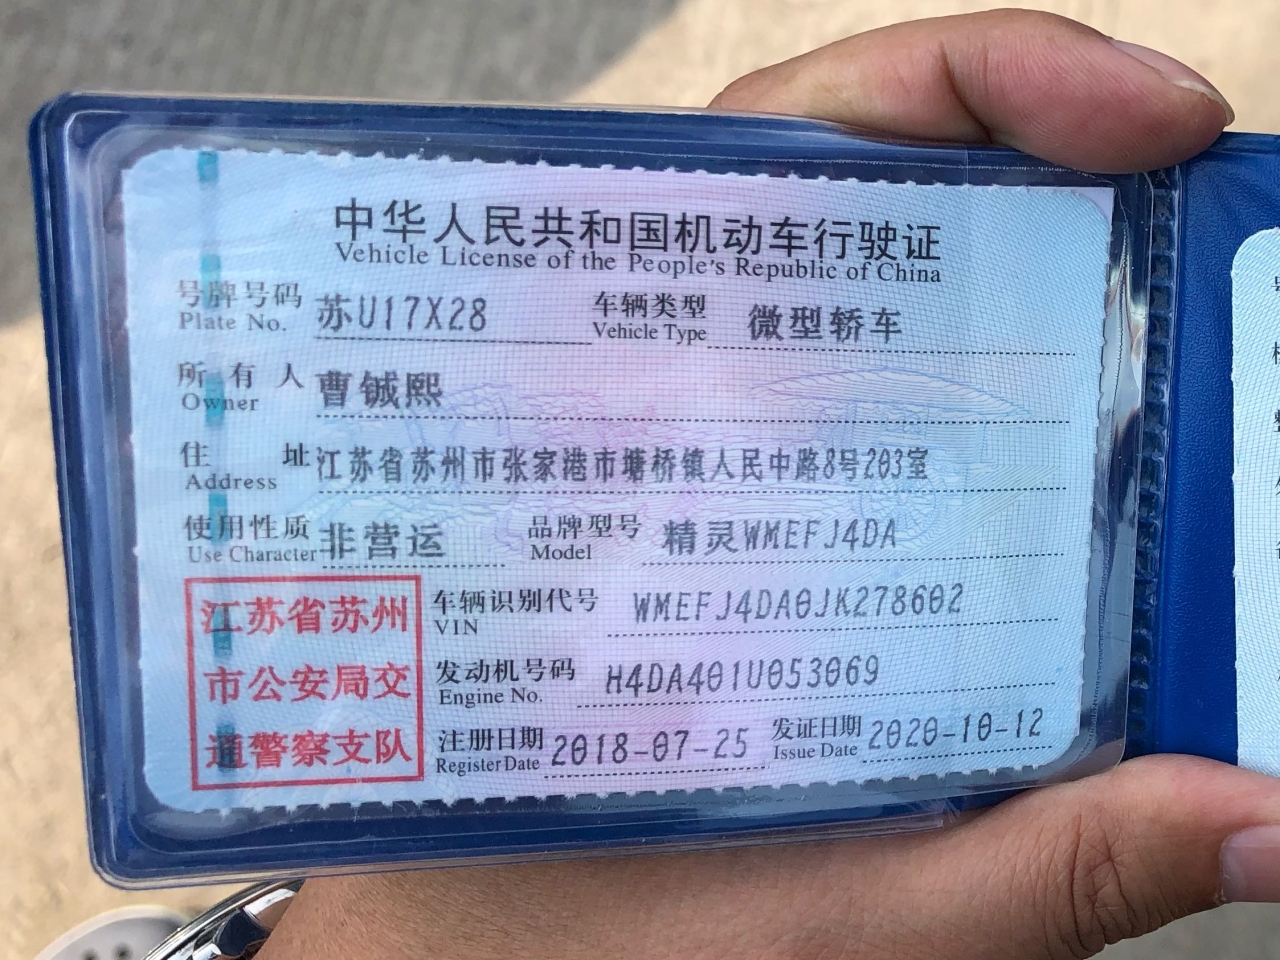 中华人民共和国机动车行驶证
Vehicle License of the People's Republic of China
号牌号码 苏U17X28 车辆类型 微型轿车
Plate No. Vehicle Type
所有人 曹铖熙
Owner
住址 江苏省苏州市张家港市塘桥镇人民中路8号203室
Address
使用性质 非营运 品牌型号 精灵WMEFJ4DA
Use Character Model
江苏省苏州
市公安局交
通警察支队
车辆识别代号 WMEFJ4DA0JK278602
VIN
发动机号码 H4DA401U053069
Engine No.
注册日期 2018-07-25 发证日期 2020-10-12
Register Date Issue Date